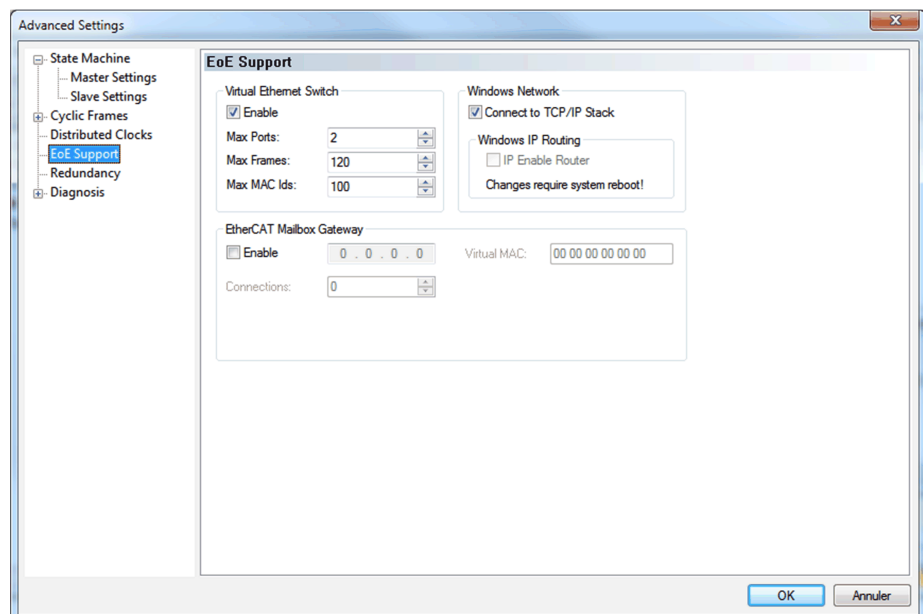 Advanced Settings
State Machine
Master Settings
Slave Settings
Cyclic Frames
Distributed Clocks
EoE Support
Redundancy
Diagnosis
EoE Support
Virtual Ethernet Switch
Enable
Max Ports: 2
Max Frames: 120
Max MAC Ids: 100
Windows Network
Connect to TCP/IP Stack
Windows IP Routing
IP Enable Router
Changes require system reboot!
EtherCAT Mailbox Gateway
Enable 0 . 0 . 0 . 0 Virtual MAC: 00 00 00 00 00 00
Connections: 0
OK Annuler